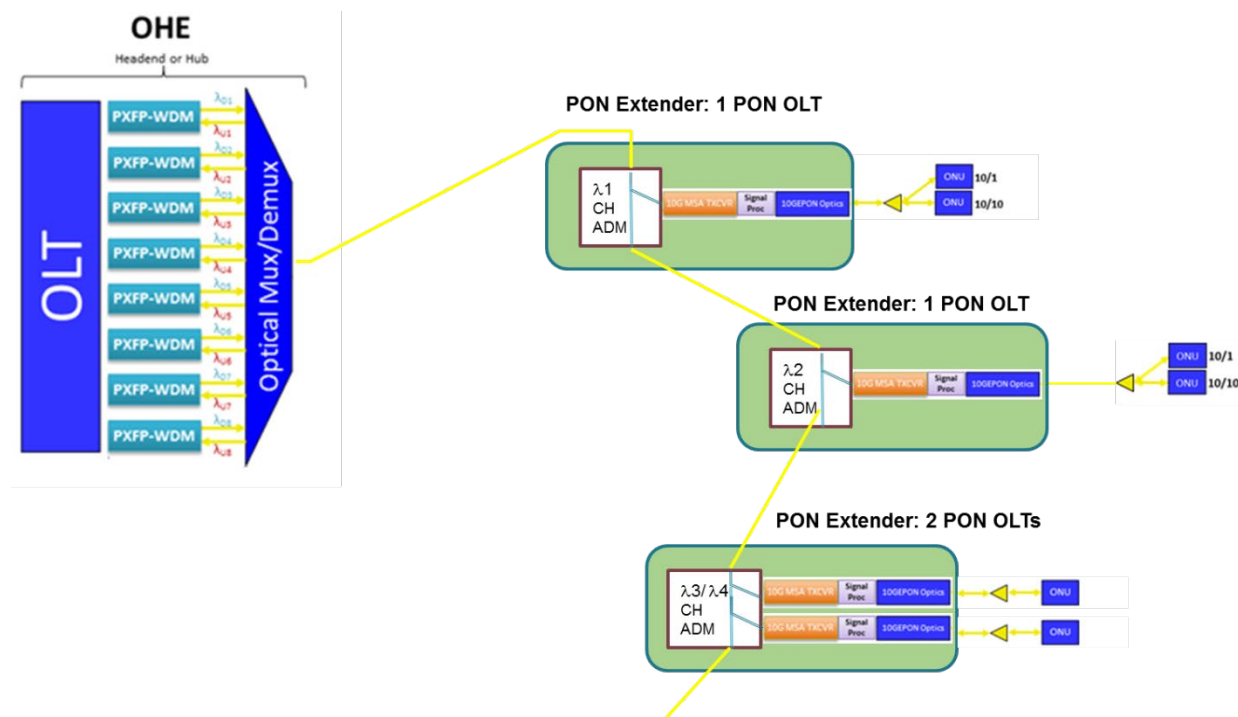 OHE
Headend or Hub
OLT
PXFP-WDM
λD1
λU1
PXFP-WDM
λD2
λU2
PXFP-WDM
λD3
λU3
PXFP-WDM
λD4
λU4
PXFP-WDM
λD5
λU5
PXFP-WDM
λD6
λU6
PXFP-WDM
λD7
λU7
PXFP-WDM
λD8
λU8
Optical Mux/Demux
PON Extender: 1 PON OLT
λ1
CH
ADM
10G MSA TXCVR
Signal
Proc
10GEPON Optics
ONU 10/1
ONU 10/10
PON Extender: 1 PON OLT
λ2
CH
ADM
10G MSA TXCVR
Signal
Proc
10GEPON Optics
ONU 10/1
ONU 10/10
PON Extender: 2 PON OLTs
λ3/λ4
CH
ADM
10G MSA TXCVR
Signal
Proc
10GEPON Optics
ONU
10G MSA TXCVR
Signal
Proc
10GEPON Optics
ONU